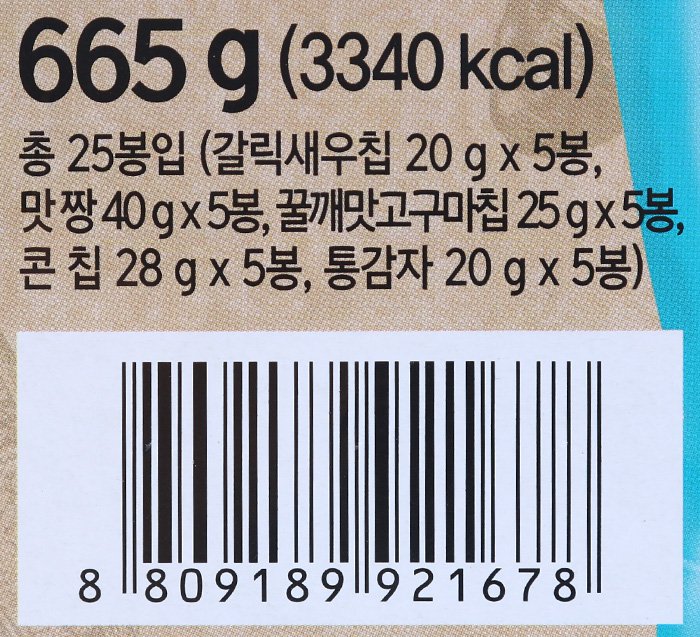 665 g (3340 kcal)
총 25봉입 (갈릭새우칩 20 g x 5봉,
맛짱 40 g x 5봉, 꿀깨맛고구마칩 25 g x 5봉,
콘 칩 28 g x 5봉, 통감자 20 g x 5봉)
8 809189 921678